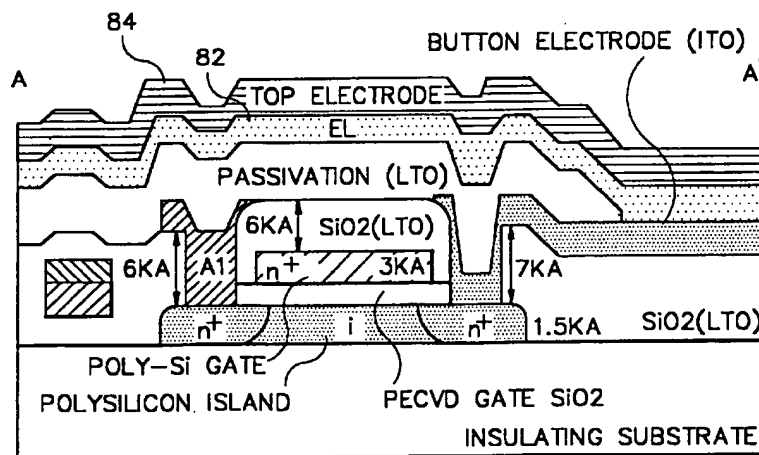 84
82
BUTTON ELECTRODE (ITO)
A
A'
TOP ELECTRODE
EL
PASSIVATION (LTO)
6KA
SiO2(LTO)
6KA
A1
n+
3KA
7KA
n+
i
n+
1.5KA
SiO2(LTO)
POLY-Si GATE
POLYSILICON ISLAND
PECVD GATE SiO2
INSULATING SUBSTRATE